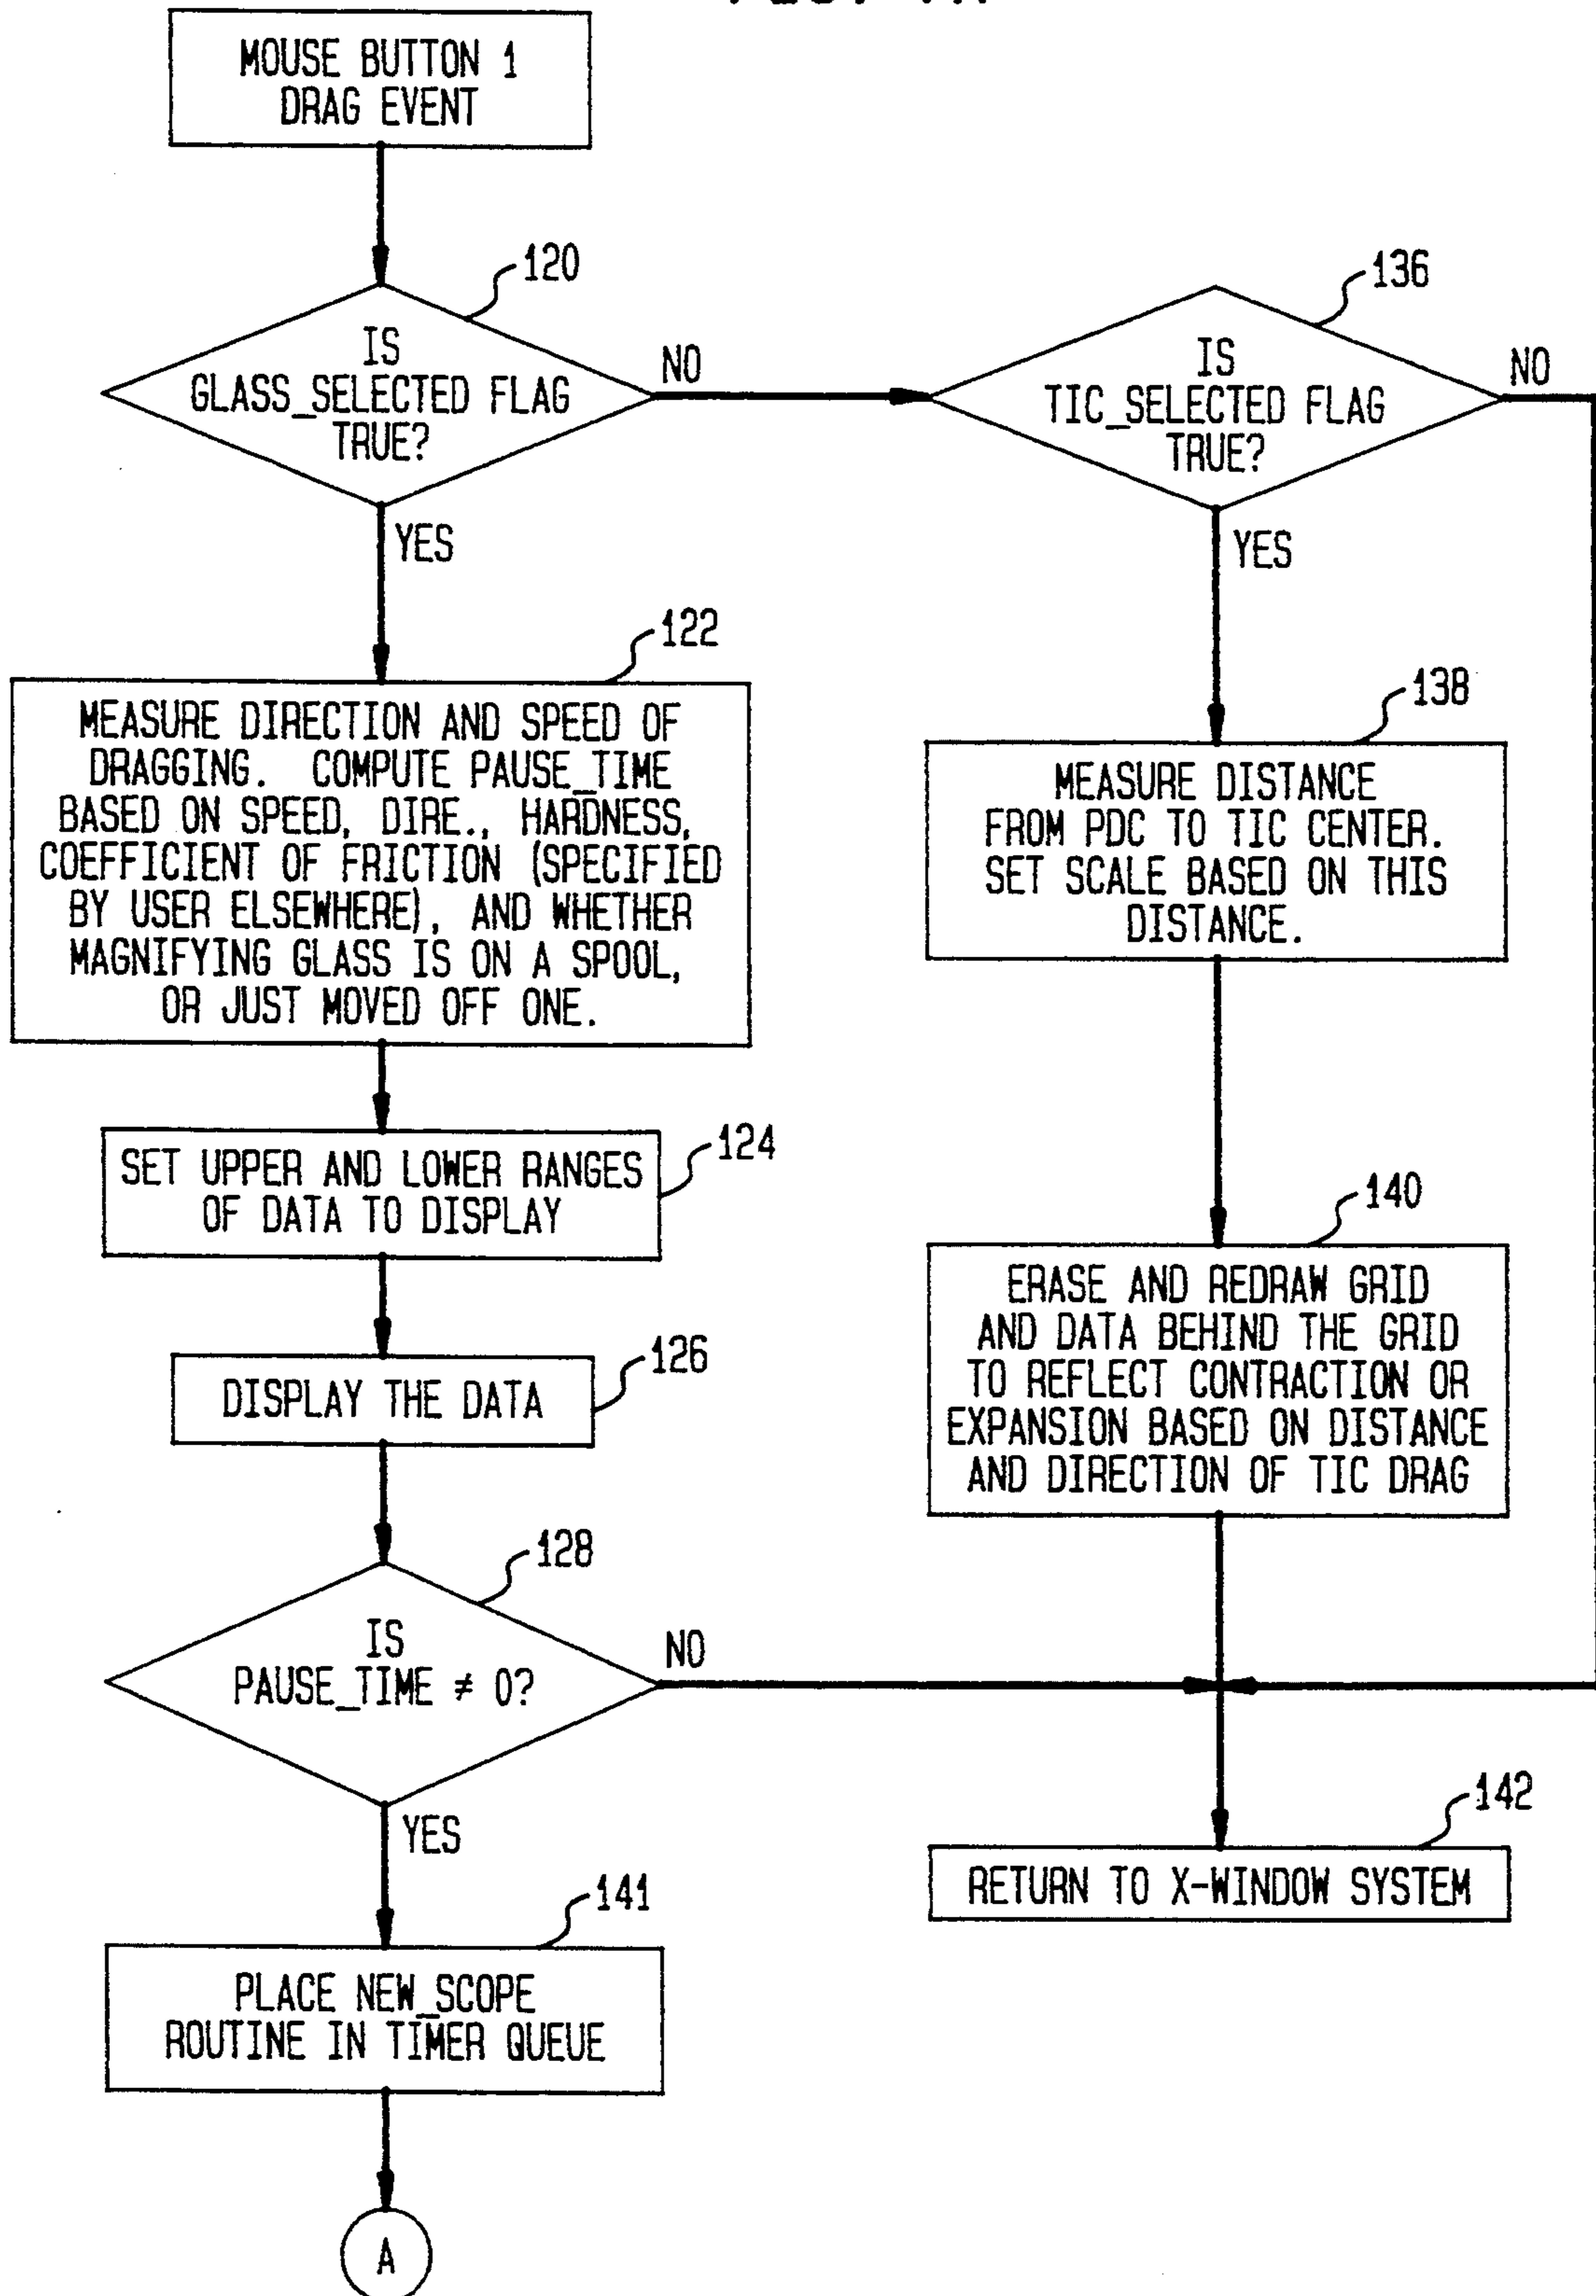 MOUSE BUTTON 1
DRAG EVENT
120
IS
GLASS_SELECTED FLAG
TRUE?
NO
YES
136
IS
TIC_SELECTED FLAG
TRUE?
NO
YES
122
MEASURE DIRECTION AND SPEED OF
DRAGGING. COMPUTE PAUSE_TIME
BASED ON SPEED, DIRE., HARDNESS,
COEFFICIENT OF FRICTION (SPECIFIED
BY USER ELSEWHERE), AND WHETHER
MAGNIFYING GLASS IS ON A SPOOL,
OR JUST MOVED OFF ONE.
138
MEASURE DISTANCE
FROM PDC TO TIC CENTER.
SET SCALE BASED ON THIS
DISTANCE.
124
SET UPPER AND LOWER RANGES
OF DATA TO DISPLAY
140
ERASE AND REDRAW GRID
AND DATA BEHIND THE GRID
TO REFLECT CONTRACTION OR
EXPANSION BASED ON DISTANCE
AND DIRECTION OF TIC DRAG
126
DISPLAY THE DATA
128
IS
PAUSE_TIME ≠ 0?
NO
YES
142
RETURN TO X-WINDOW SYSTEM
141
PLACE NEW_SCOPE
ROUTINE IN TIMER QUEUE
A